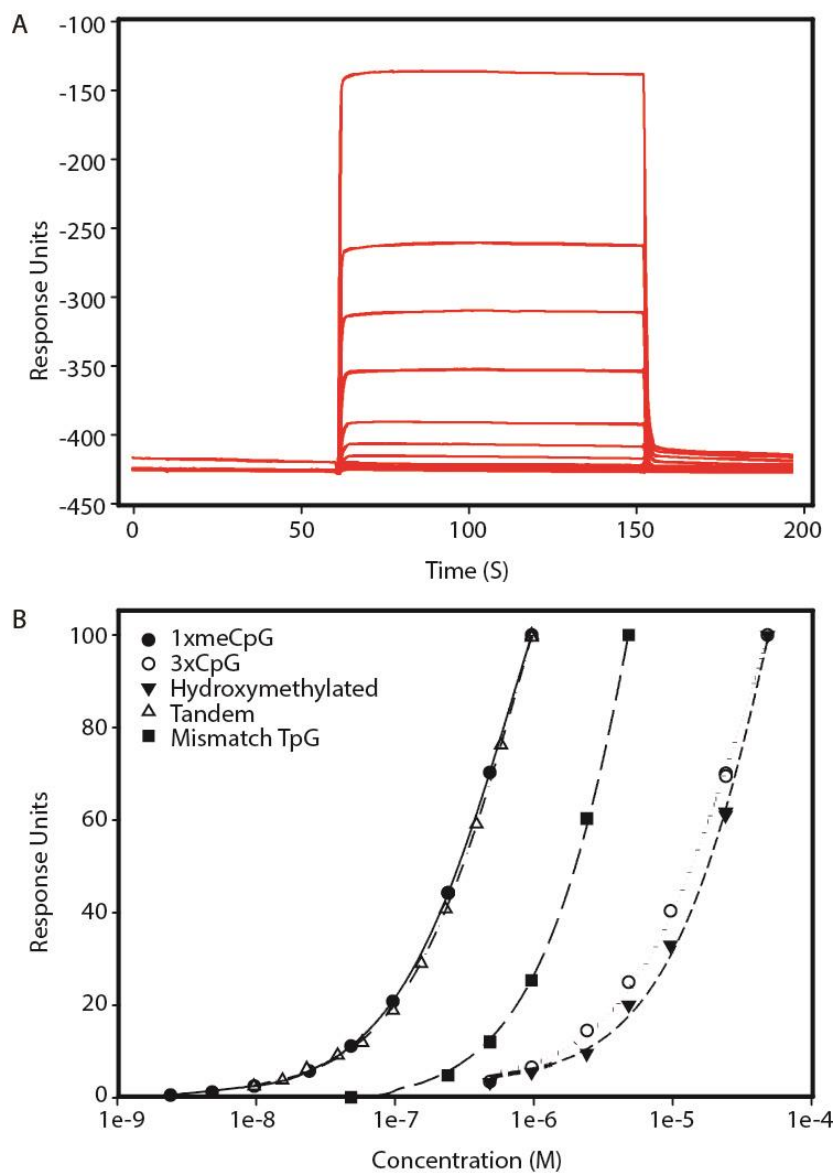 A
-100
-150
-200
-250
-300
-350
-400
-450
Response Units
0
50
100
150
200
Time (S)
B
100
80
60
40
20
0
Response Units
1xmeCpG
3xCpG
Hydroxymethylated
Tandem
Mismatch TpG
1e-9
1e-8
1e-7
1e-6
1e-5
1e-4
Concentration (M)